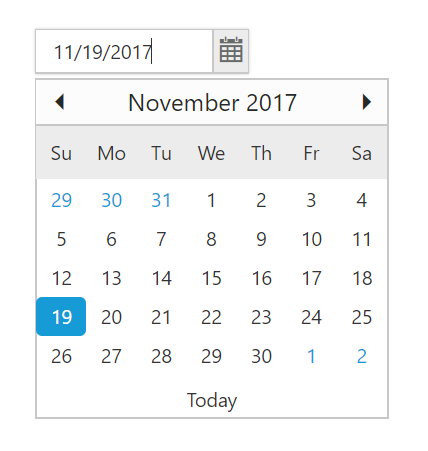 11/19/2017
November 2017
Su Mo Tu We Th Fr Sa
29 30 31 1 2 3 4
5 6 7 8 9 10 11
12 13 14 15 16 17 18
19 20 21 22 23 24 25
26 27 28 29 30 1 2
Today